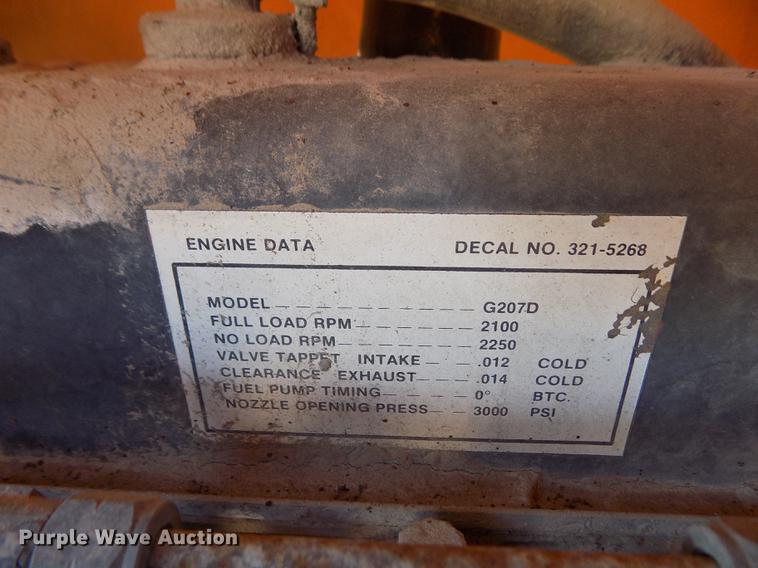 ENGINE DATA DECAL NO. 321-5268
MODEL G207D
FULL LOAD RPM 2100
NO LOAD RPM 2250
VALVE TAPPET INTAKE .012 COLD
CLEARANCE EXHAUST .014 COLD
FUEL PUMP TIMING 0° BTC.
NOZZLE OPENING PRESS 3000 PSI
Purple Wave Auction